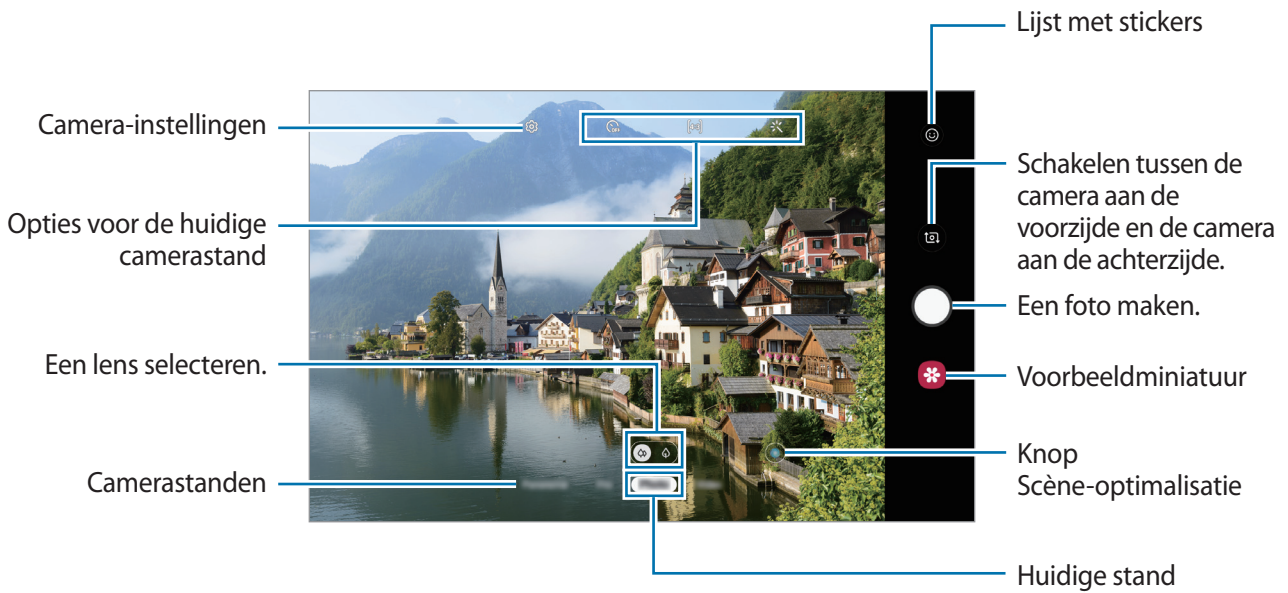 Lijst met stickers
Camera-instellingen
Opties voor de huidige
camerastand
Schakelen tussen de
camera aan de
voorzijde en de camera
aan de achterzijde.
Een foto maken.
Een lens selecteren.
Voorbeeldminiatuur
Camerastanden
Knop
Scène-optimalisatie
Huidige stand